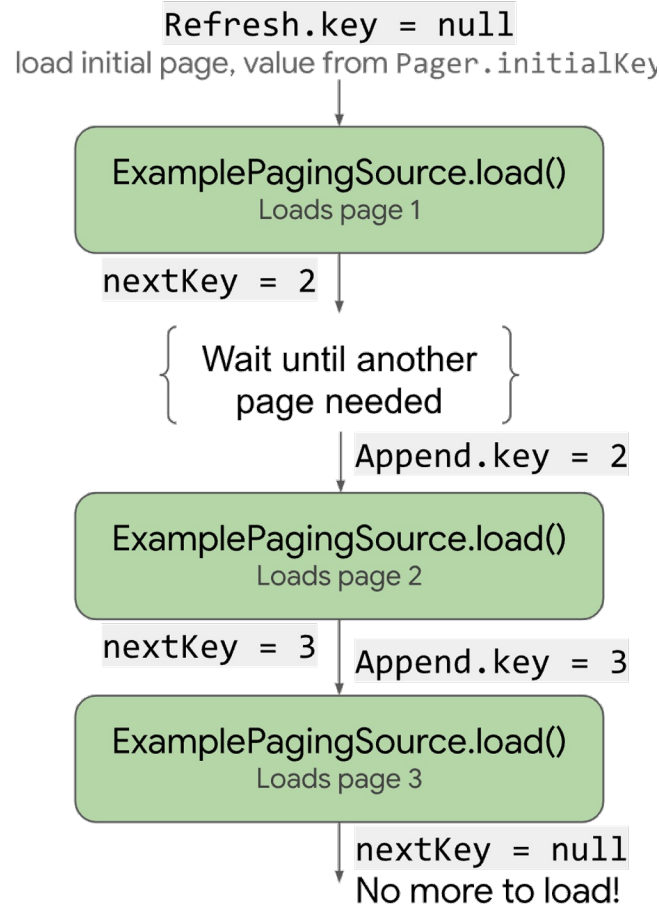 Refresh.key = null
load initial page, value from Pager.initialKey
ExamplePagingSource.load()
Loads page 1
nextKey = 2
Wait until another
page needed
Append.key = 2
ExamplePagingSource.load()
Loads page 2
nextKey = 3
Append.key = 3
ExamplePagingSource.load()
Loads page 3
nextKey = null
No more to load!